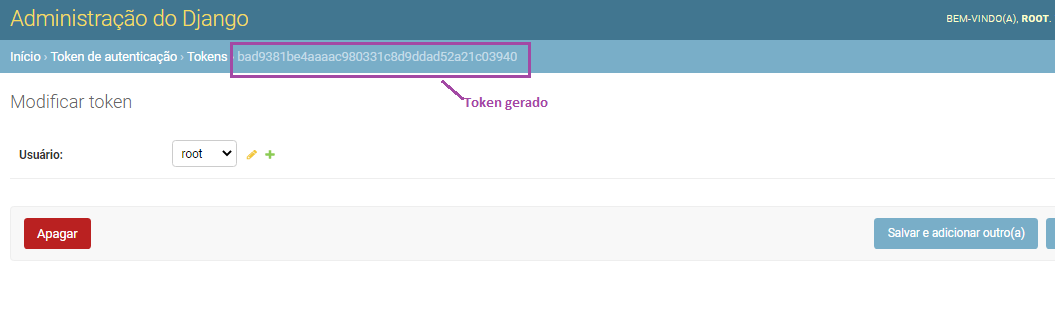 Administração do Django
BEM-VINDO(A), ROOT.
Início › Token de autenticação › Tokens › bad9381be4aaaac980331c8d9ddad52a21c03940
Token gerado
Modificar token
Usuário:
root
Apagar
Salvar e adicionar outro(a)